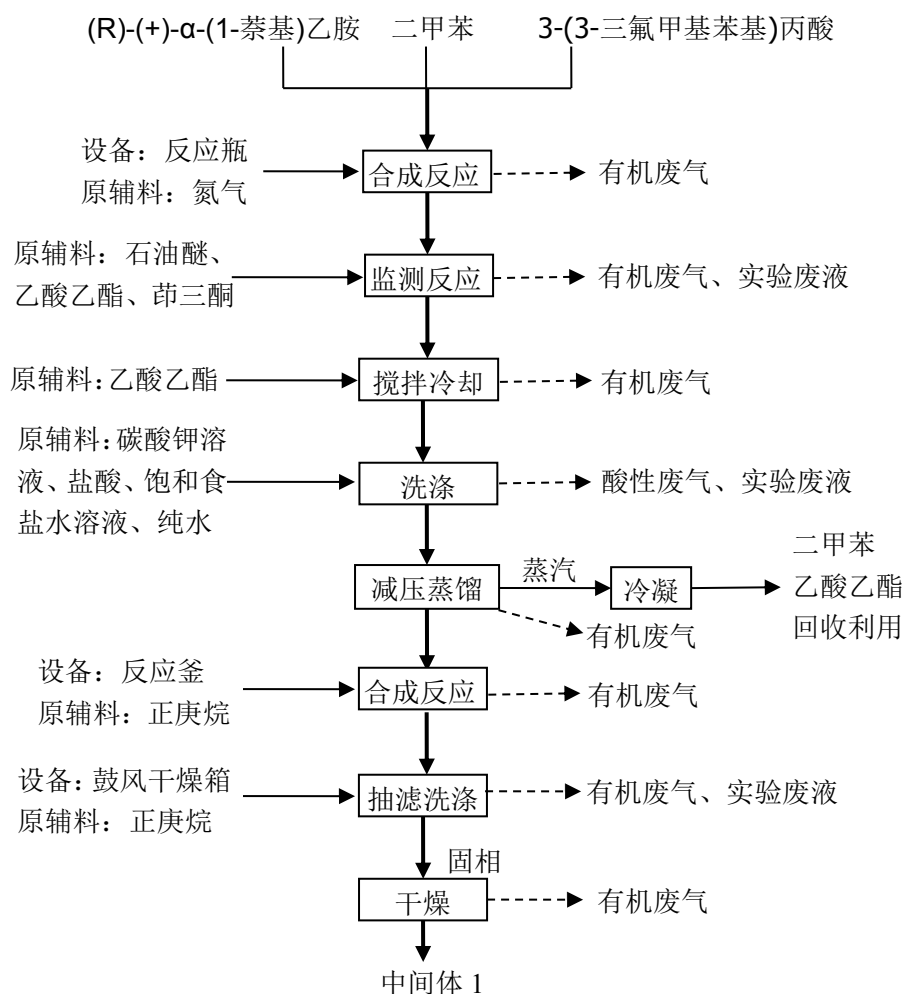 (R)-(+)-α-(1-萘基)乙胺 二甲苯 3-(3-三氟甲基苯基)丙酸
设备：反应瓶
原辅料：氮气
合成反应
有机废气
原辅料：石油醚、
乙酸乙酯、茚三酮
监测反应
有机废气、实验废液
原辅料：乙酸乙酯
搅拌冷却
有机废气
原辅料：碳酸钾溶
液、盐酸、饱和食
盐水溶液、纯水
洗涤
酸性废气、实验废液
减压蒸馏
蒸汽
冷凝
二甲苯
乙酸乙酯
回收利用
有机废气
设备：反应釜
原辅料：正庚烷
合成反应
有机废气
设备：鼓风干燥箱
原辅料：正庚烷
抽滤洗涤
有机废气、实验废液
固相
干燥
有机废气
中间体 1